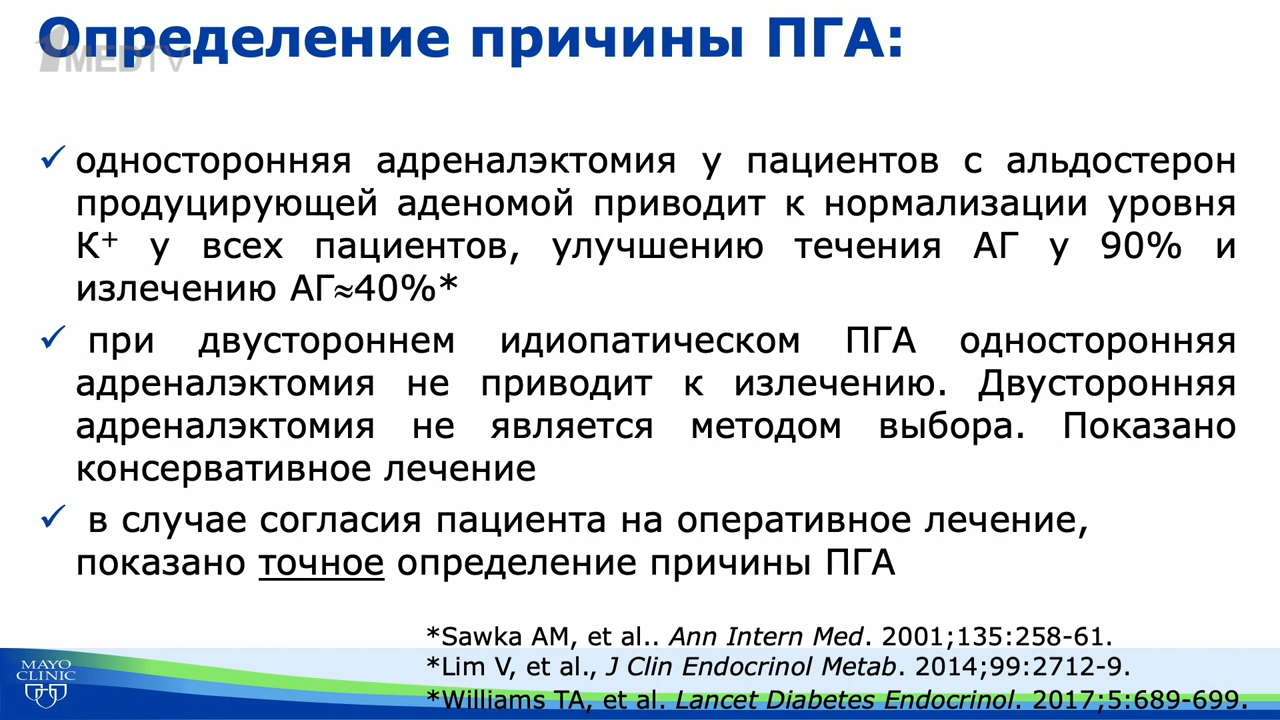 Определение причины ПГА:
1MEDTV
✓ односторонняя адреналэктомия у пациентов с альдостерон
продуцирующей аденомой приводит к нормализации уровня
К⁺ у всех пациентов, улучшению течения АГ у 90% и
излечению АГ≈40%*
✓ при двустороннем идиопатическом ПГА односторонняя
адреналэктомия не приводит к излечению. Двусторонняя
адреналэктомия не является методом выбора. Показано
консервативное лечение
✓ в случае согласия пациента на оперативное лечение,
показано точное определение причины ПГА
*Sawka AM, et al.. Ann Intern Med. 2001;135:258-61.
*Lim V, et al., J Clin Endocrinol Metab. 2014;99:2712-9.
*Williams TA, et al. Lancet Diabetes Endocrinol. 2017;5:689-699.
MAYO
CLINIC